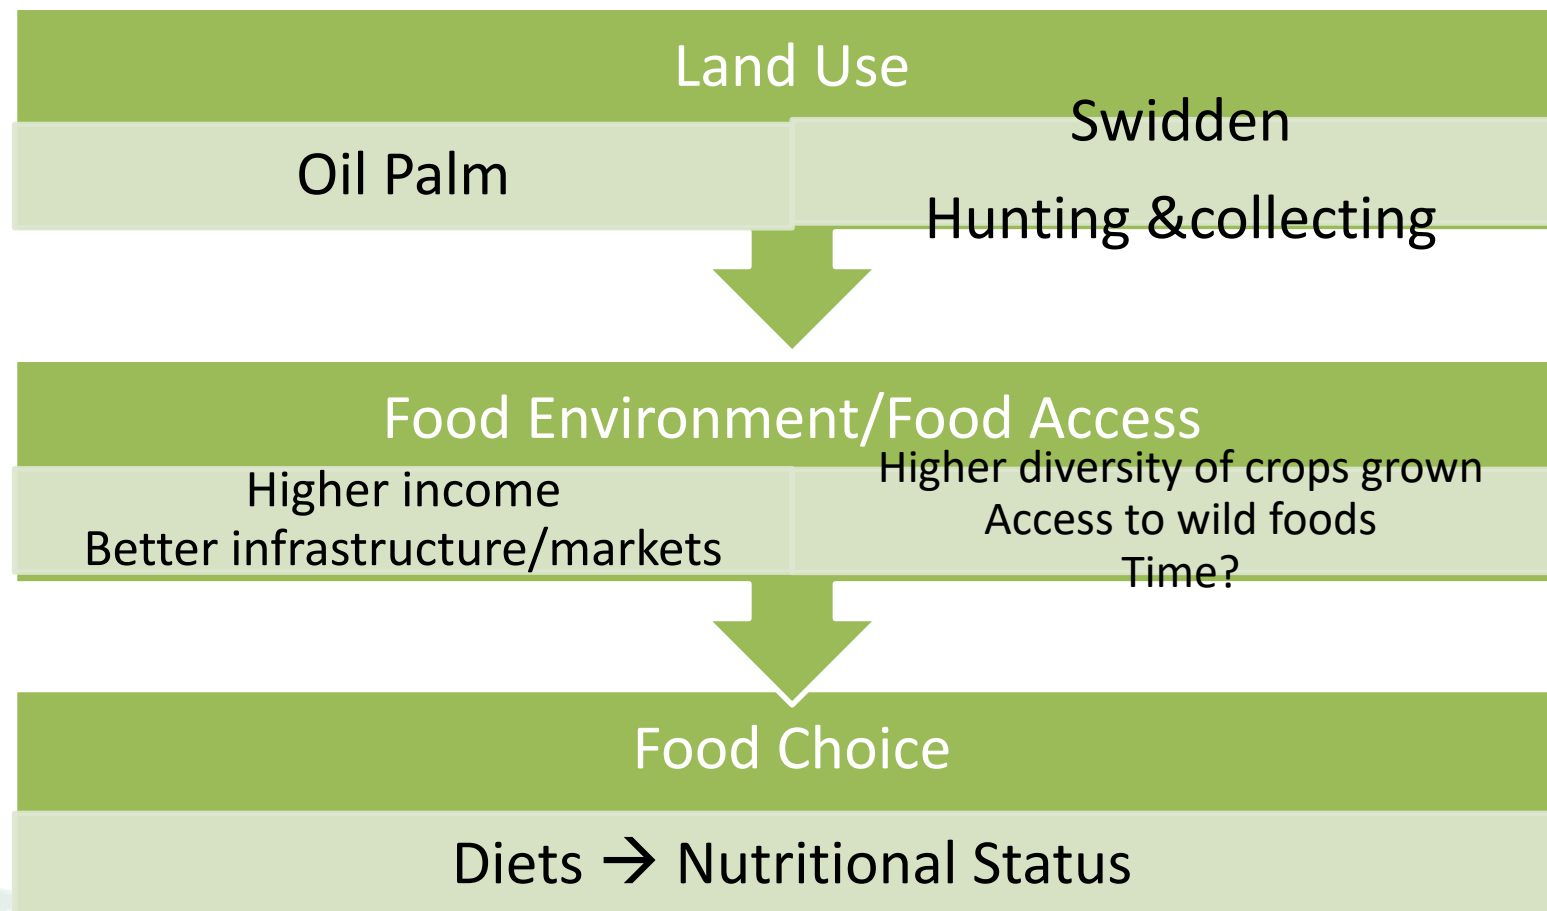 Land Use
Oil Palm
Swidden
Hunting &collecting
Food Environment/Food Access
Higher income
Better infrastructure/markets
Higher diversity of crops grown
Access to wild foods
Time?
Food Choice
Diets → Nutritional Status